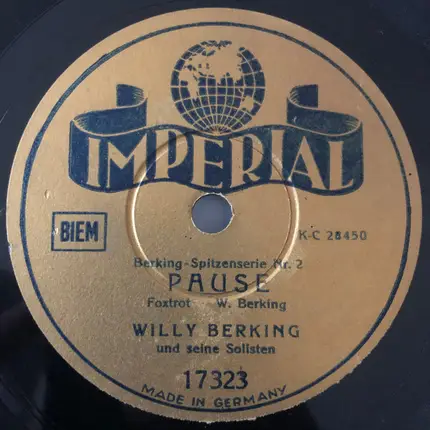 IMPERIAL
BIEM
K-C 28450
Berking-Spitzenserie Nr. 2
PAUSE
Foxtrot W. Berking
WILLY BERKING
und seine Solisten
17323
MADE IN GERMANY